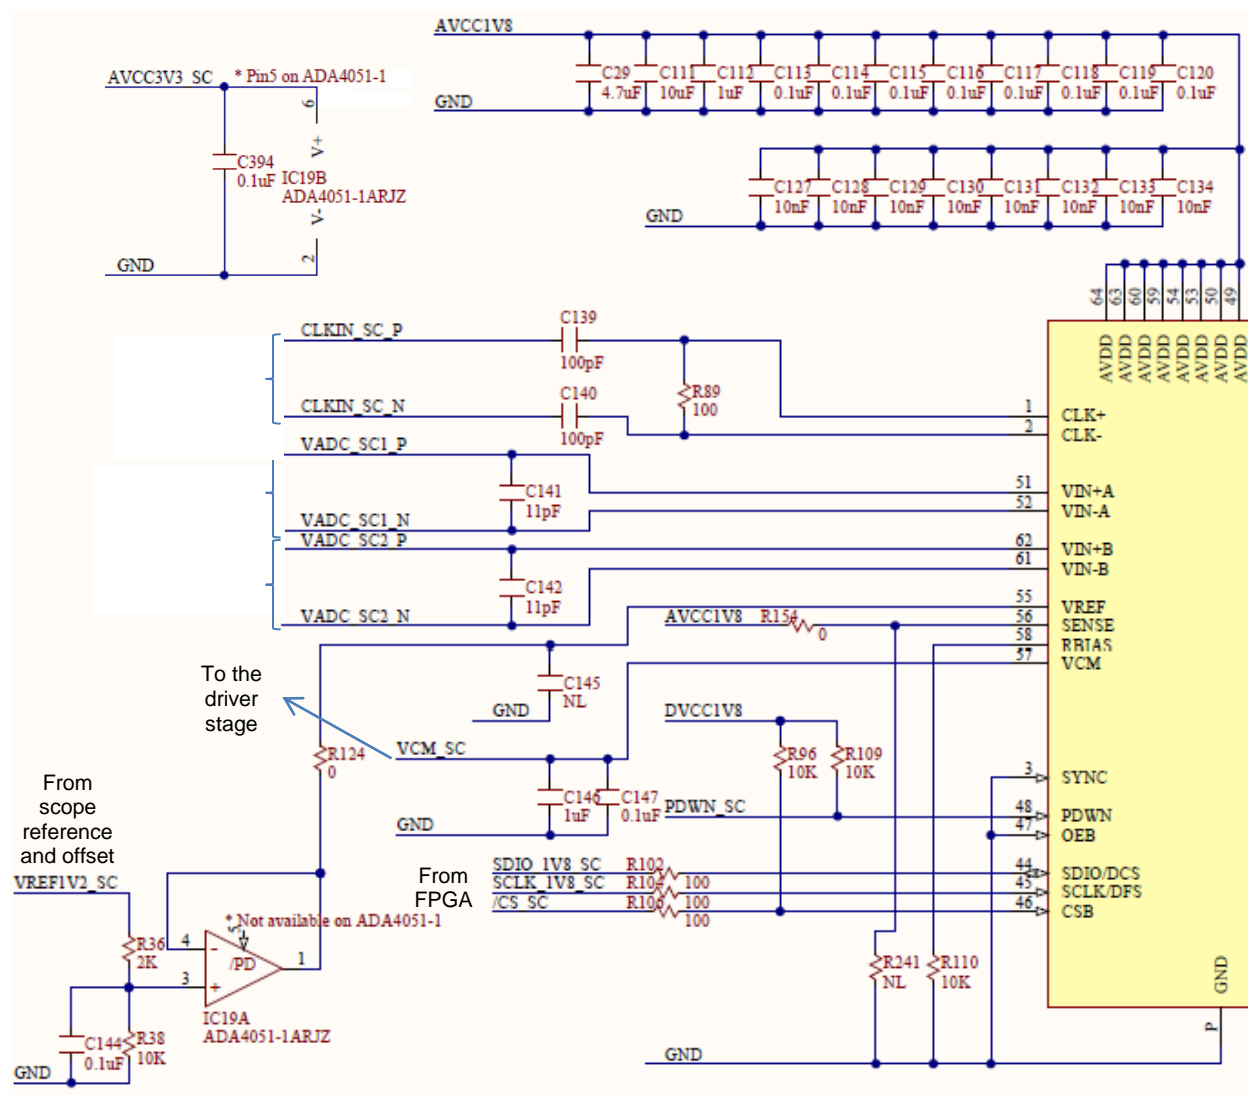 AVCC1V8
C29 C111 C112 C113 C114 C115 C116 C117 C118 C119 C120
4.7uF 10uF 1uF 0.1uF 0.1uF 0.1uF 0.1uF 0.1uF 0.1uF 0.1uF 0.1uF
GND
AVCC3V3_SC * Pin5 on ADA4051-1
6
V+
C394
0.1uF
IC19B
ADA4051-1ARJZ
V-
2
GND
C127 C128 C129 C130 C131 C132 C133 C134
10nF 10nF 10nF 10nF 10nF 10nF 10nF 10nF
GND
64 63 60 59 54 53 50 49
AVDD AVDD AVDD AVDD AVDD AVDD AVDD AVDD
CLKIN_SC_P
C139
100pF
R89
100
CLKIN_SC_N
C140
100pF
1 CLK+
2 CLK-
VADC_SC1_P
C141
11pF
51 VIN+A
52 VIN-A
VADC_SC1_N
VADC_SC2_P
62 VIN+B
61 VIN-B
C142
11pF
VADC_SC2_N
55 VREF
AVCC1V8 R154 0
56 SENSE
58 RBIAS
57 VCM
To the
driver
stage
C145
NL
GND
DVCC1V8
R124
0
VCM_SC
R96 R109
10K 10K
C146 C147
1uF 0.1uF
GND
PDWN_SC
3 SYNC
48 PDWN
47 OEB
From
scope
reference
and offset
VREF1V2_SC
From
FPGA
SDIO_1V8_SC R102 100
SCLK_1V8_SC R104 100
/CS_SC R106 100
44 SDIO/DCS
45 SCLK/DFS
46 CSB
* Not available on ADA4051-1
5
R36
2K
4 -
/PD
1
3 +
IC19A
ADA4051-1ARJZ
C144
0.1uF
R38
10K
GND
R241
NL
R110
10K
GND
GND
P